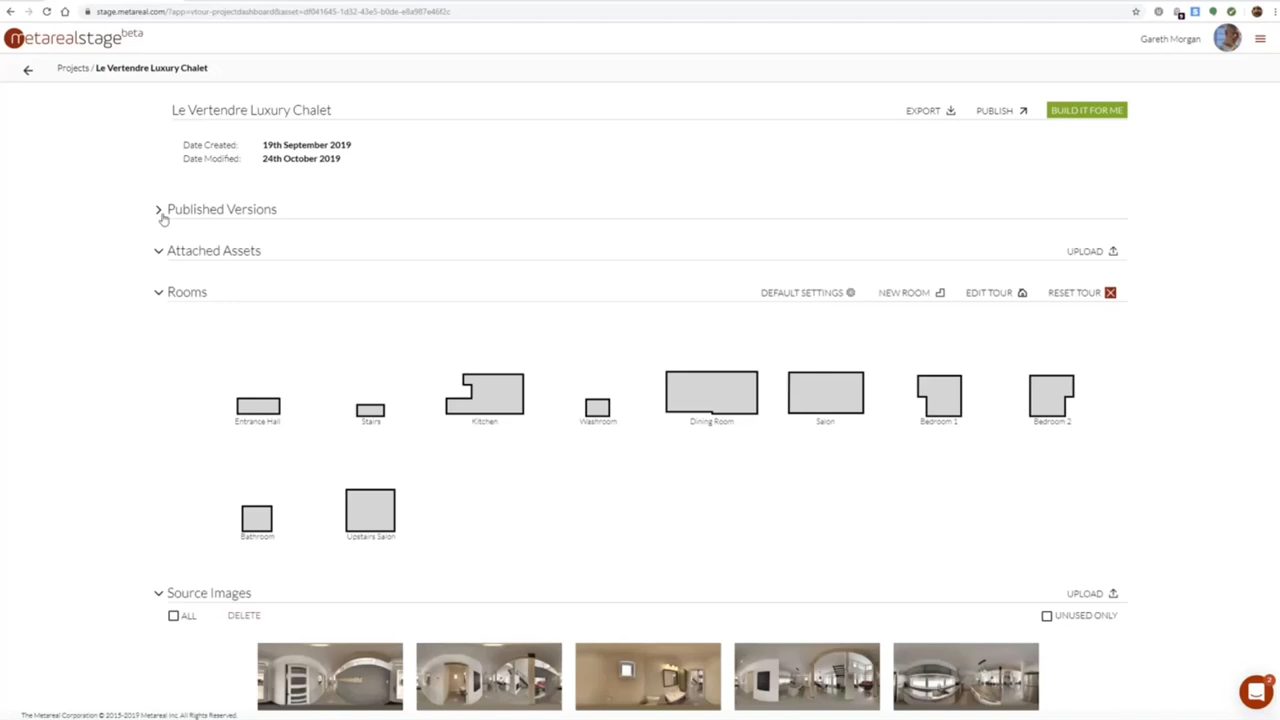 stage.metareal.com/?app=vtour-projectdashboard&asset=df041645-1d32-43e5-b0de-e8a987e46f2c
metarealstage beta
Gareth Morgan
Projects / Le Vertendre Luxury Chalet
Le Vertendre Luxury Chalet
EXPORT
PUBLISH
BUILD IT FOR ME
Date Created: 19th September 2019
Date Modified: 24th October 2019
Published Versions
Attached Assets
UPLOAD
Rooms
DEFAULT SETTINGS
NEW ROOM
EDIT TOUR
RESET TOUR
Entrance Hall
Stairs
Kitchen
Washroom
Dining Room
Salon
Bedroom 1
Bedroom 2
Bathroom
Upstairs Salon
Source Images
UPLOAD
ALL
DELETE
UNUSED ONLY
2
The Metareal Corporation © 2015-2019 Metareal Inc. All Rights Reserved.